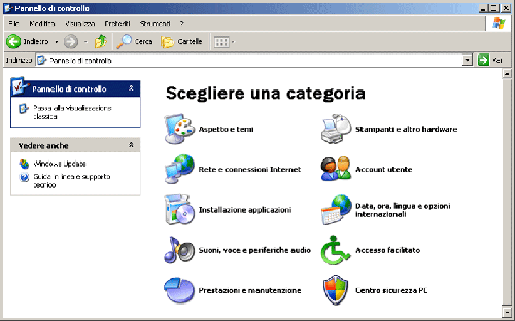 Pannello di controllo
File Modifica Visualizza Preferiti Strumenti ?
Indietro Cerca Cartelle
Indirizzo Pannello di controllo Vai
Pannello di controllo
Passa alla visualizzazione
classica
Vedere anche
Windows Update
Guida in linea e supporto
tecnico
Scegliere una categoria
Aspetto e temi
Stampanti e altro hardware
Rete e connessioni Internet
Account utente
Installazione applicazioni
Data, ora, lingua e opzioni
internazionali
Suoni, voce e periferiche audio
Accesso facilitato
Prestazioni e manutenzione
Centro sicurezza PC